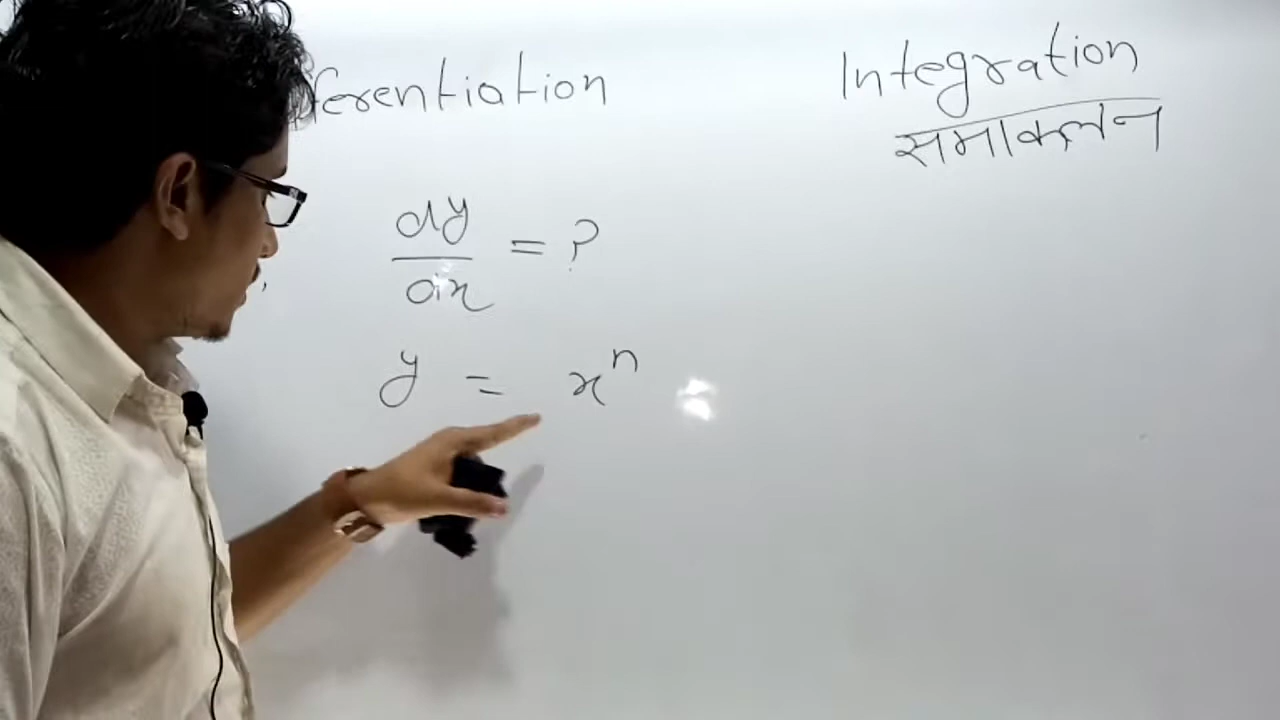 ferentiation
Integration
समाकलन
dy/dx = ?
y = xⁿ